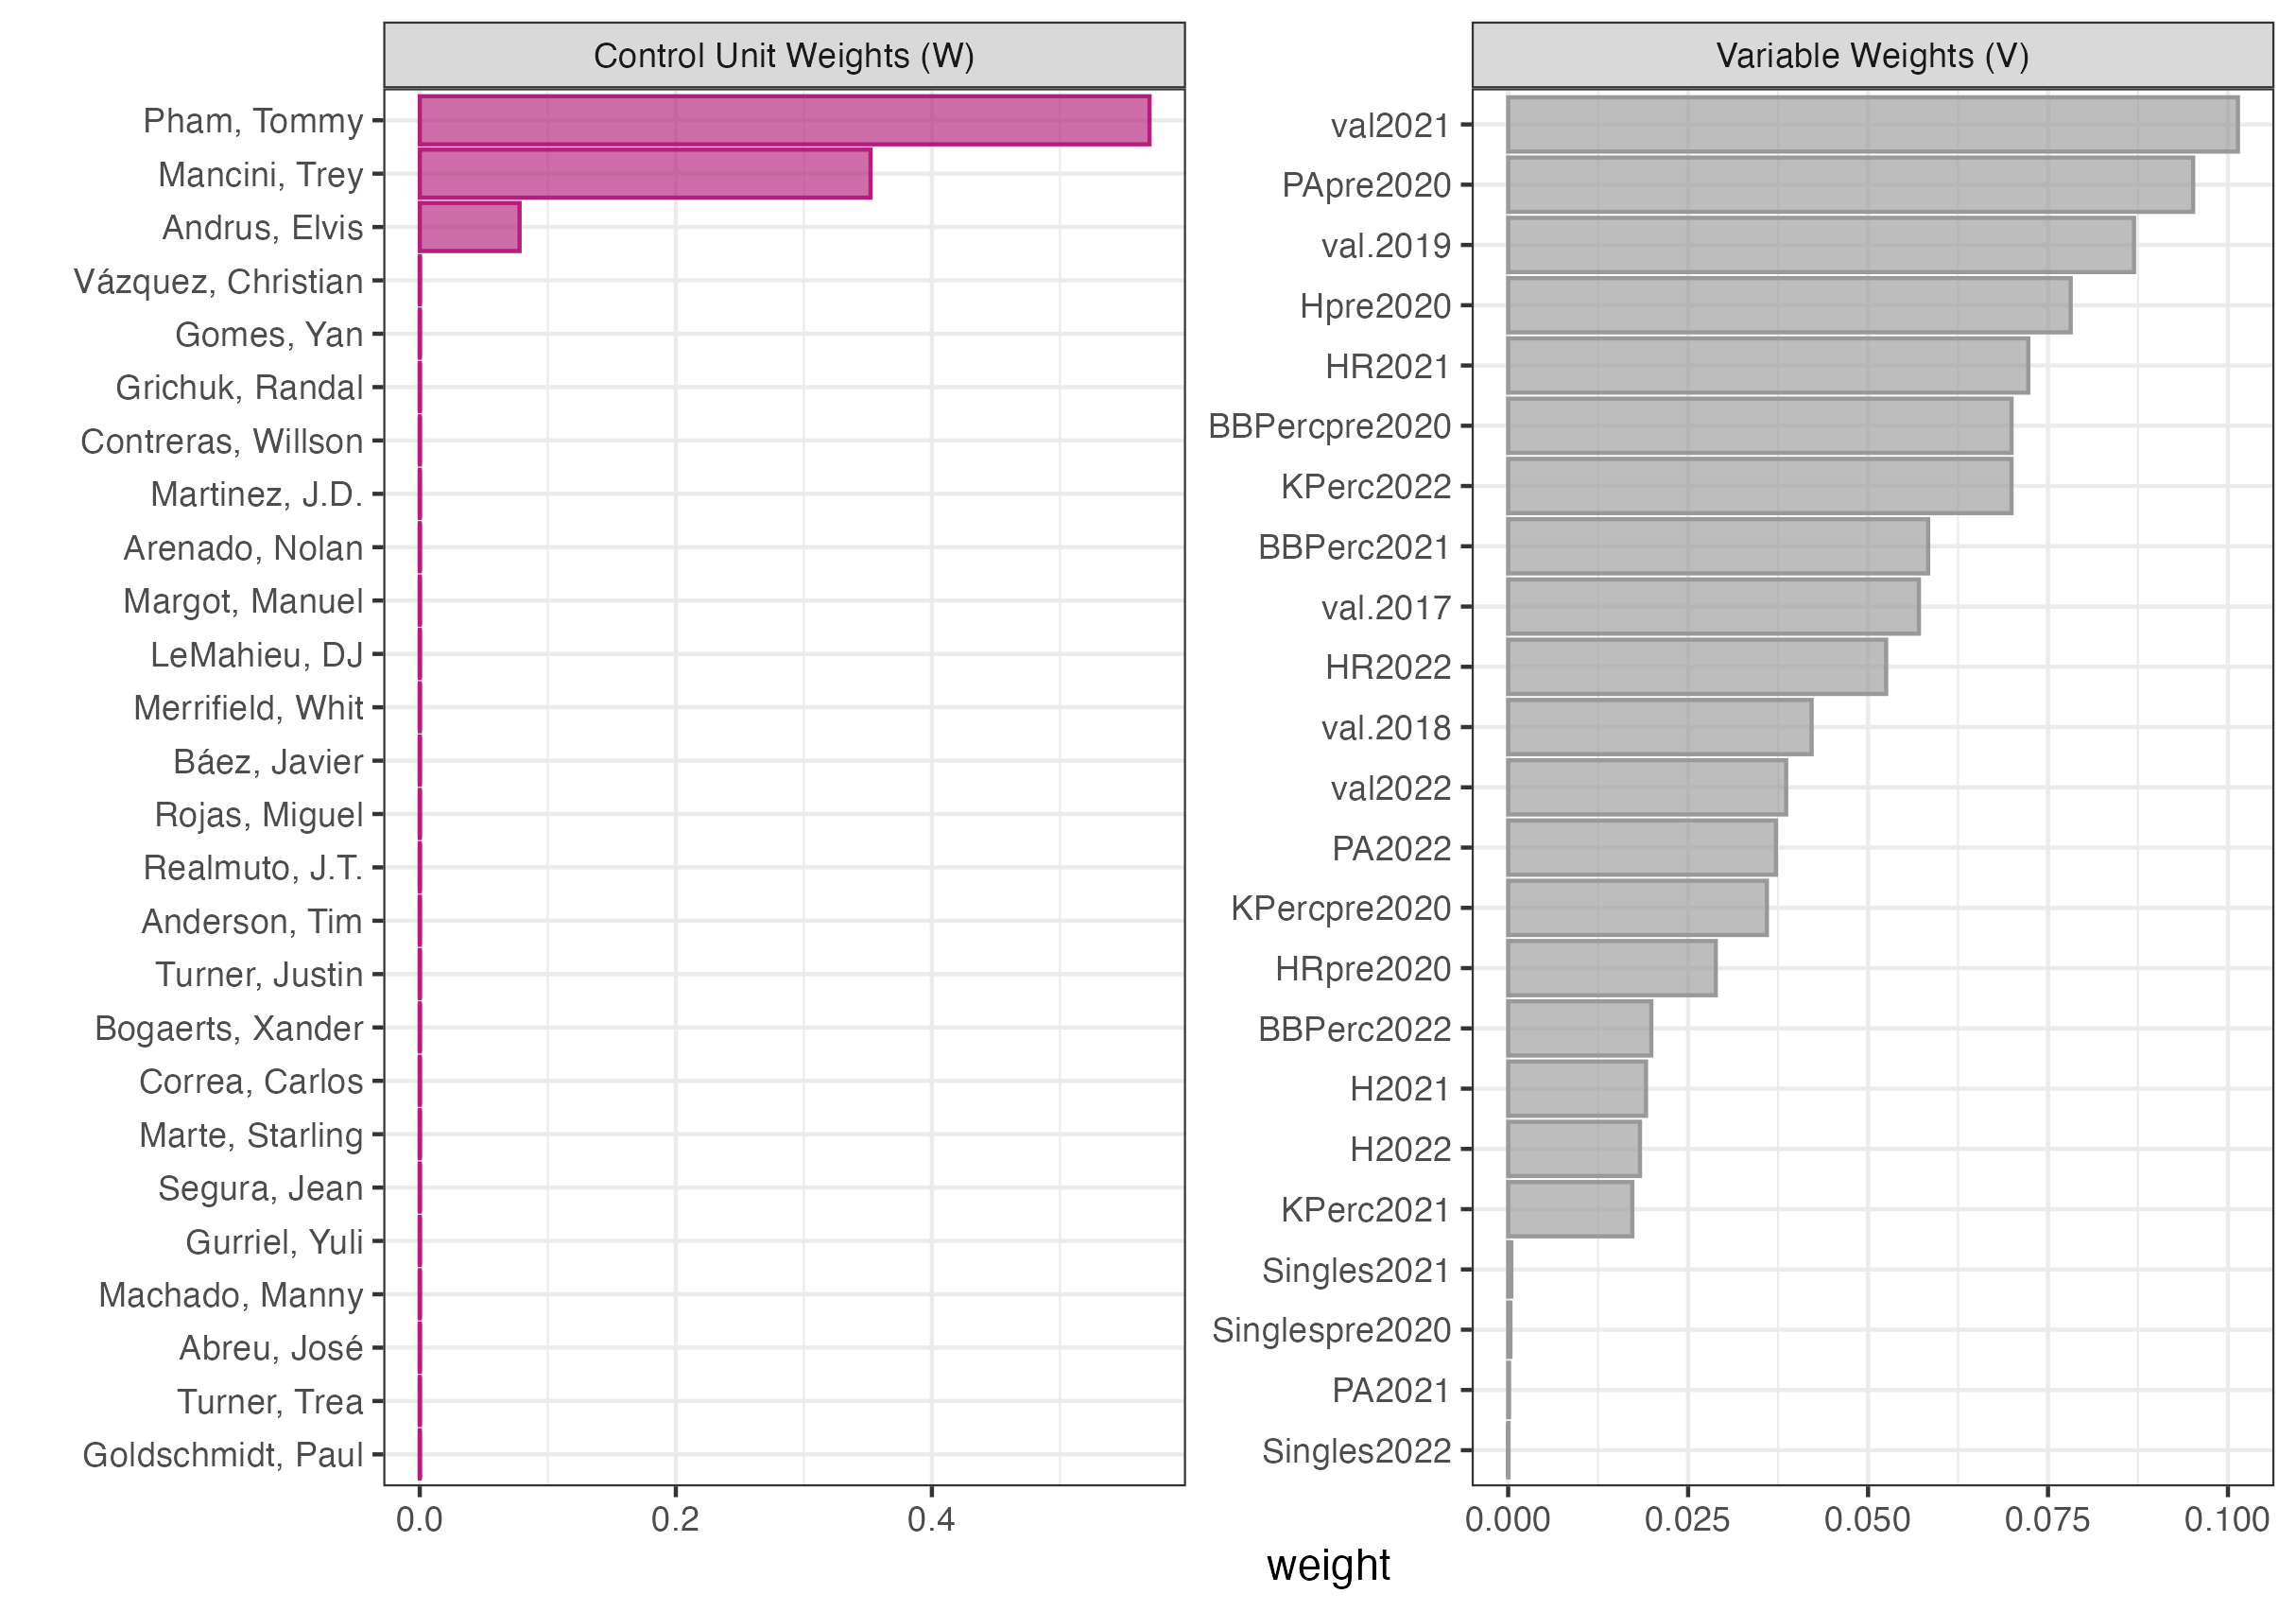 Control Unit Weights (W)
Pham, Tommy
Mancini, Trey
Andrus, Elvis
Vázquez, Christian
Gomes, Yan
Grichuk, Randal
Contreras, Willson
Martinez, J.D.
Arenado, Nolan
Margot, Manuel
LeMahieu, DJ
Merrifield, Whit
Báez, Javier
Rojas, Miguel
Realmuto, J.T.
Anderson, Tim
Turner, Justin
Bogaerts, Xander
Correa, Carlos
Marte, Starling
Segura, Jean
Gurriel, Yuli
Machado, Manny
Abreu, José
Turner, Trea
Goldschmidt, Paul
0.0 0.2 0.4
Variable Weights (V)
val2021
PApre2020
val.2019
Hpre2020
HR2021
BBPercpre2020
KPerc2022
BBPerc2021
val.2017
HR2022
val.2018
val2022
PA2022
KPercpre2020
HRpre2020
BBPerc2022
H2021
H2022
KPerc2021
Singles2021
Singlespre2020
PA2021
Singles2022
0.000 0.025 0.050 0.075 0.100
weight